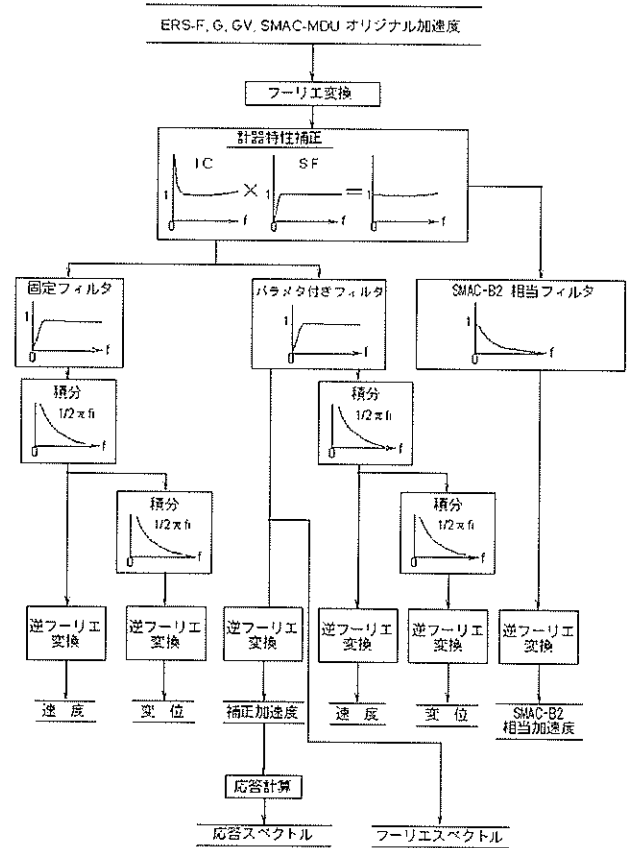 ERS-F, G, GV, SMAC-MDU オリジナル加速度
フーリエ変換
計器特性補正
IC
SF
1
0
f
×
1
0
f
=
1
0
f
固定フィルタ
1
0
f
パラメタ付きフィルタ
1
0
f
SMAC-B2 相当フィルタ
1
0
f
積分
1/2πfi
0
f
積分
1/2πfi
0
f
積分
1/2πfi
0
f
積分
1/2πfi
0
f
逆フーリエ
変換
逆フーリエ
変換
逆フーリエ
変換
逆フーリエ
変換
逆フーリエ
変換
逆フーリエ
変換
速度
変位
補正加速度
速度
変位
SMAC-B2
相当加速度
応答計算
応答スペクトル
フーリエスペクトル